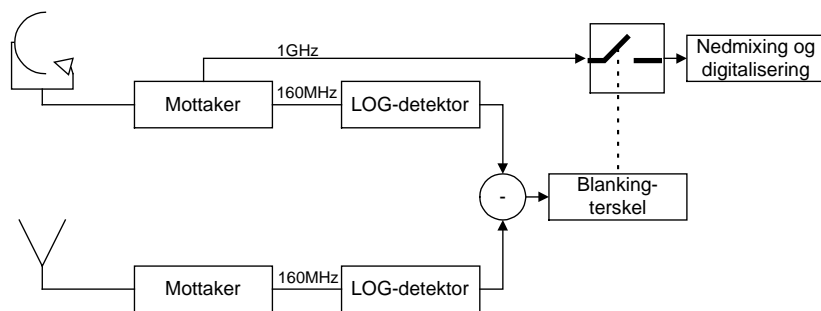 1GHz
Nedmixing og
digitalisering
Mottaker
160MHz
LOG-detektor
-
Blanking-
terskel
Mottaker
160MHz
LOG-detektor